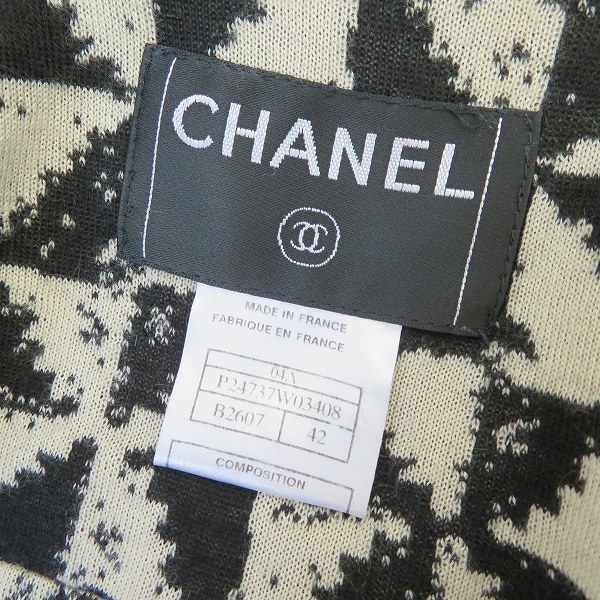 CHANEL
MADE IN FRANCE
FABRIQUE EN FRANCE
04A
P24737W03408
B2607 42
COMPOSITION